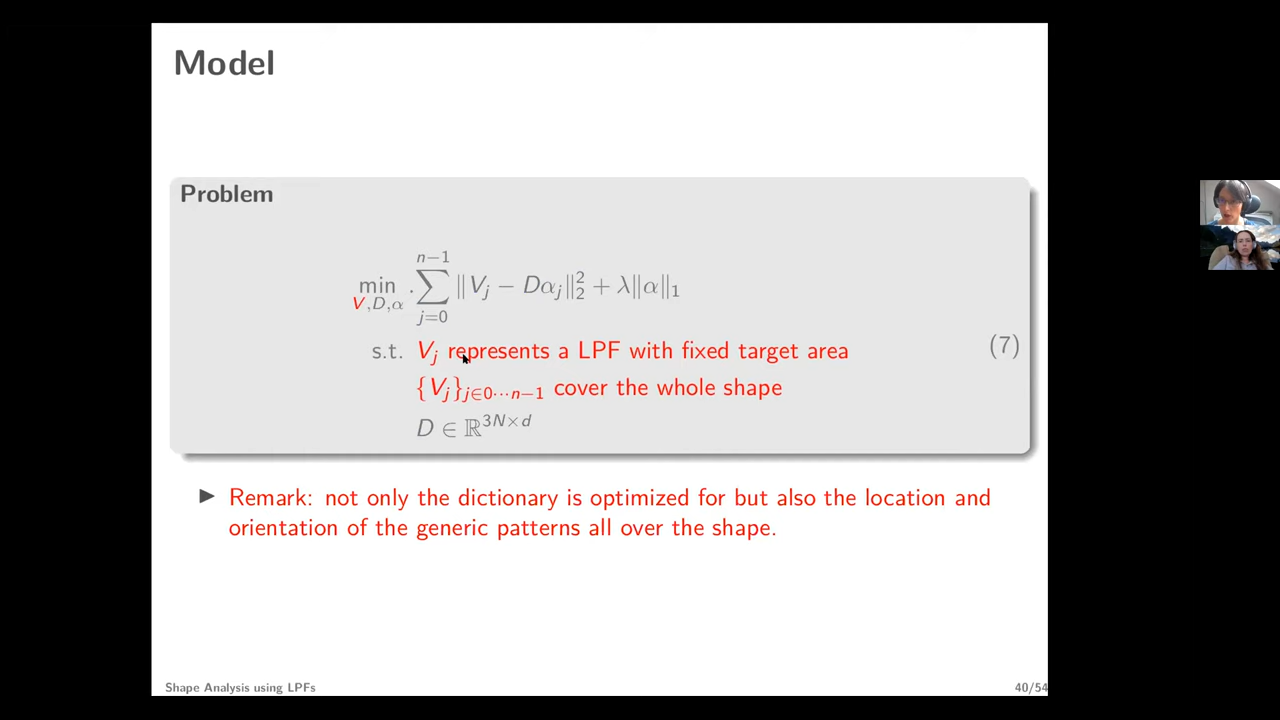 Model
Problem
min_{V,D,α} . \sum_{j=0}^{n−1} ‖V_j − Dα_j‖_2^2 + λ‖α‖_1
s.t. V_j represents a LPF with fixed target area
(7)
{V_j}_{j∈0⋯n−1} cover the whole shape
D ∈ ℝ^{3N×d}
▶ Remark: not only the dictionary is optimized for but also the location and
orientation of the generic patterns all over the shape.
Shape Analysis using LPFs
40/54